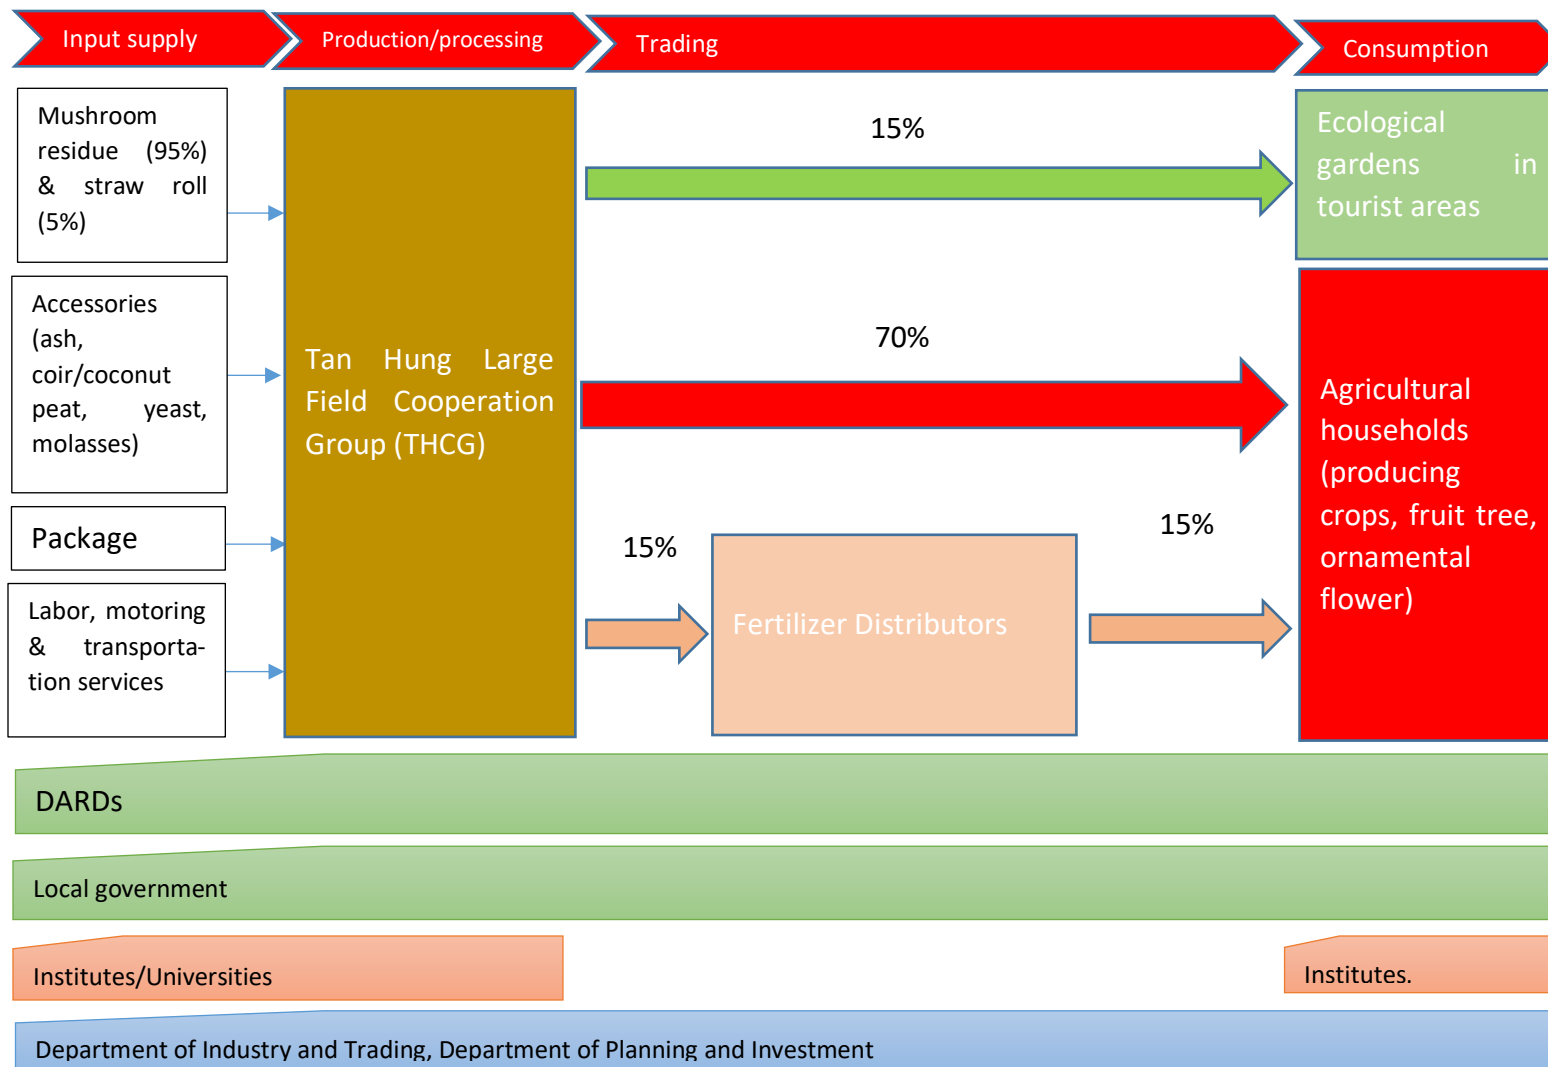 Input supply
Production/processing
Trading
Consumption
Mushroom
residue (95%)
& straw roll
(5%)
15%
Ecological
gardens in
tourist areas
Accessories
(ash,
coir/coconut
peat, yeast,
molasses)
Tan Hung Large
Field Cooperation
Group (THCG)
70%
Agricultural
households
(producing
crops, fruit tree,
ornamental
flower)
Package
15%
15%
Labor, motoring
& transporta-
tion services
Fertilizer Distributors
DARDs
Local government
Institutes/Universities
Institutes.
Department of Industry and Trading, Department of Planning and Investment